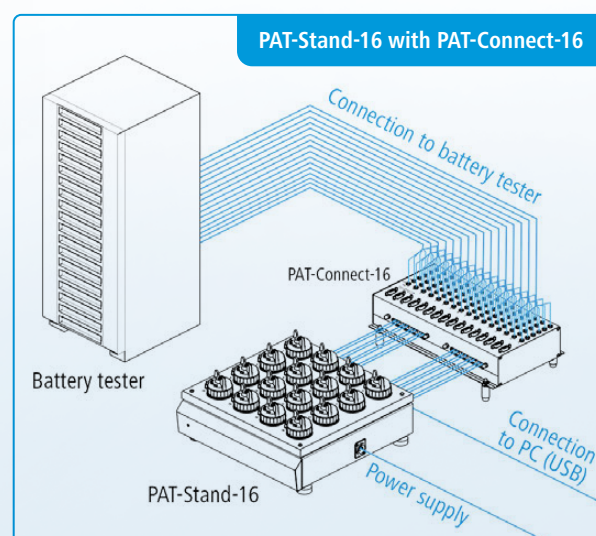 PAT-Stand-16 with PAT-Connect-16
Connection to battery tester
PAT-Connect-16
Battery tester
Connection
to PC (USB)
PAT-Stand-16
Power supply